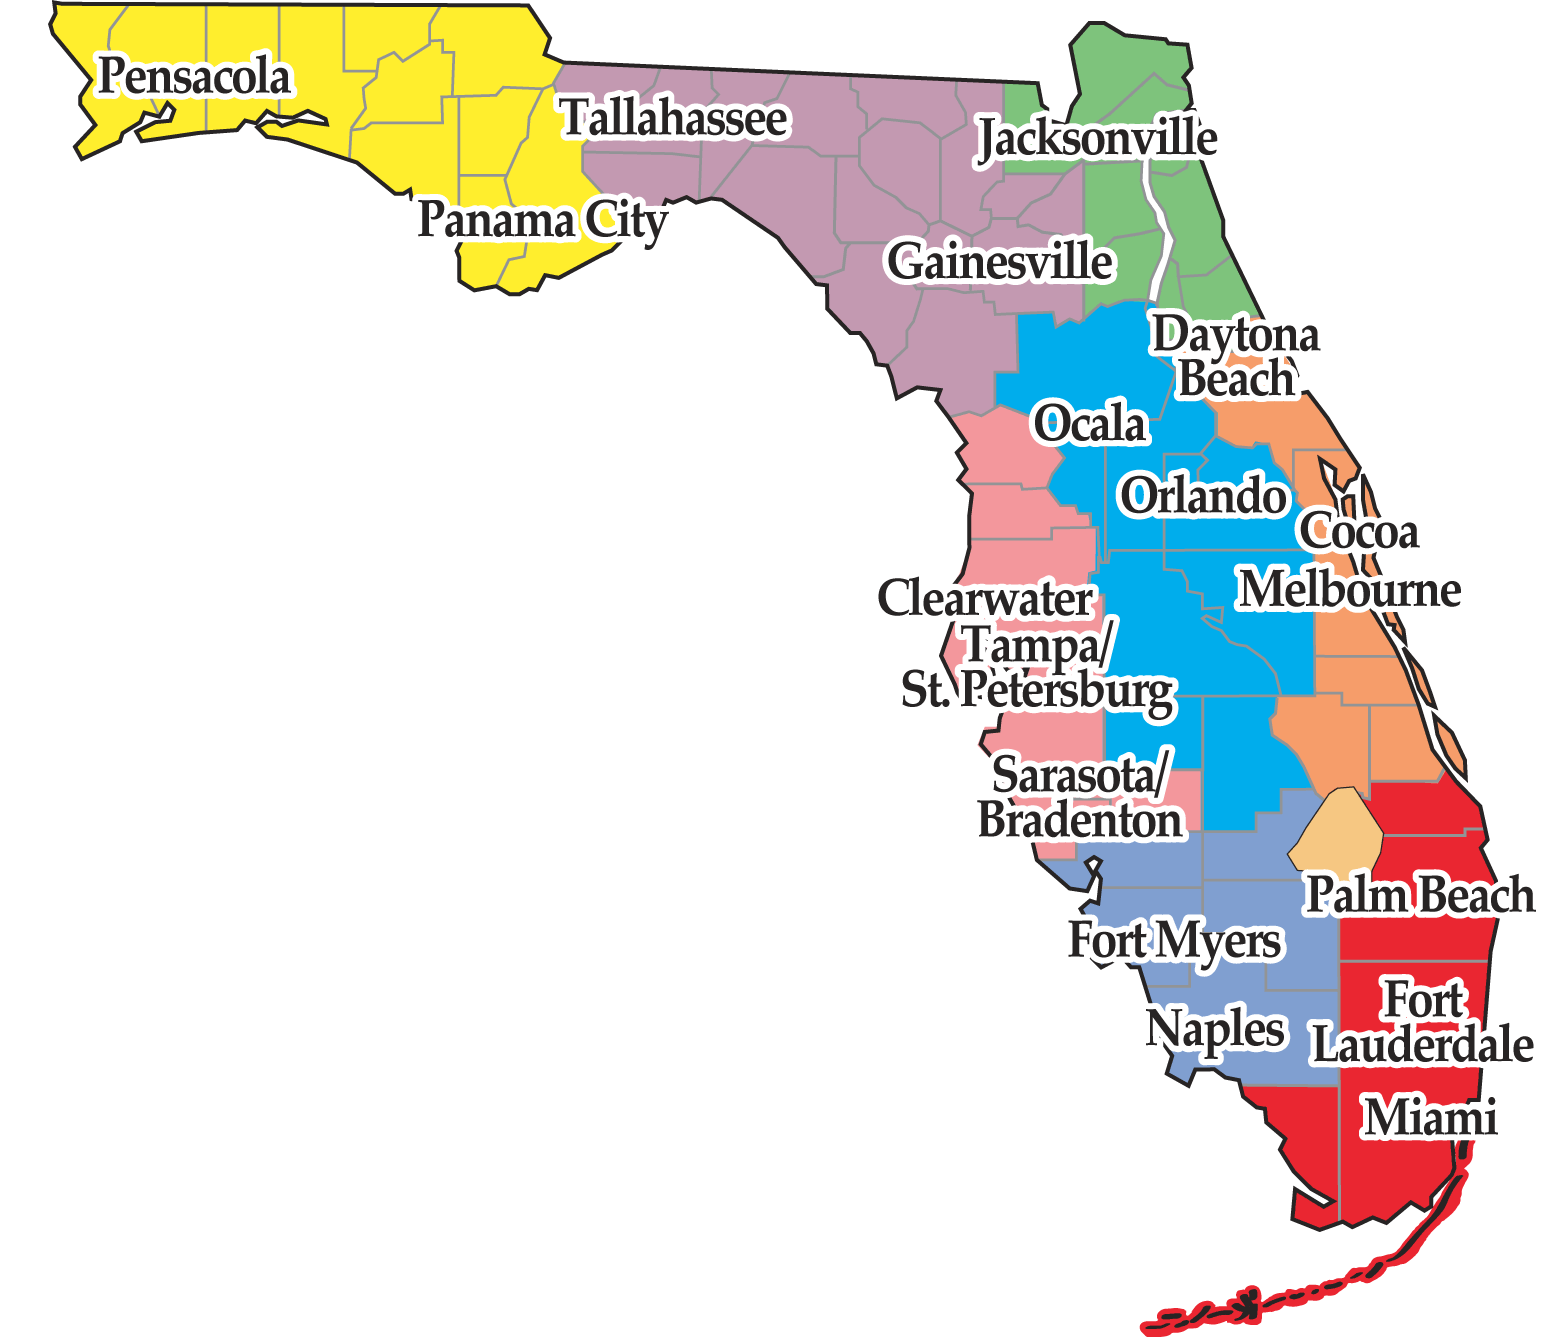 Pensacola
Tallahassee
Jacksonville
Panama City
Gainesville
Daytona
Beach
Ocala
Orlando
Cocoa
Melbourne
Clearwater
Tampa/
St. Petersburg
Sarasota/
Bradenton
Palm Beach
Fort Myers
Fort
Lauderdale
Naples
Miami